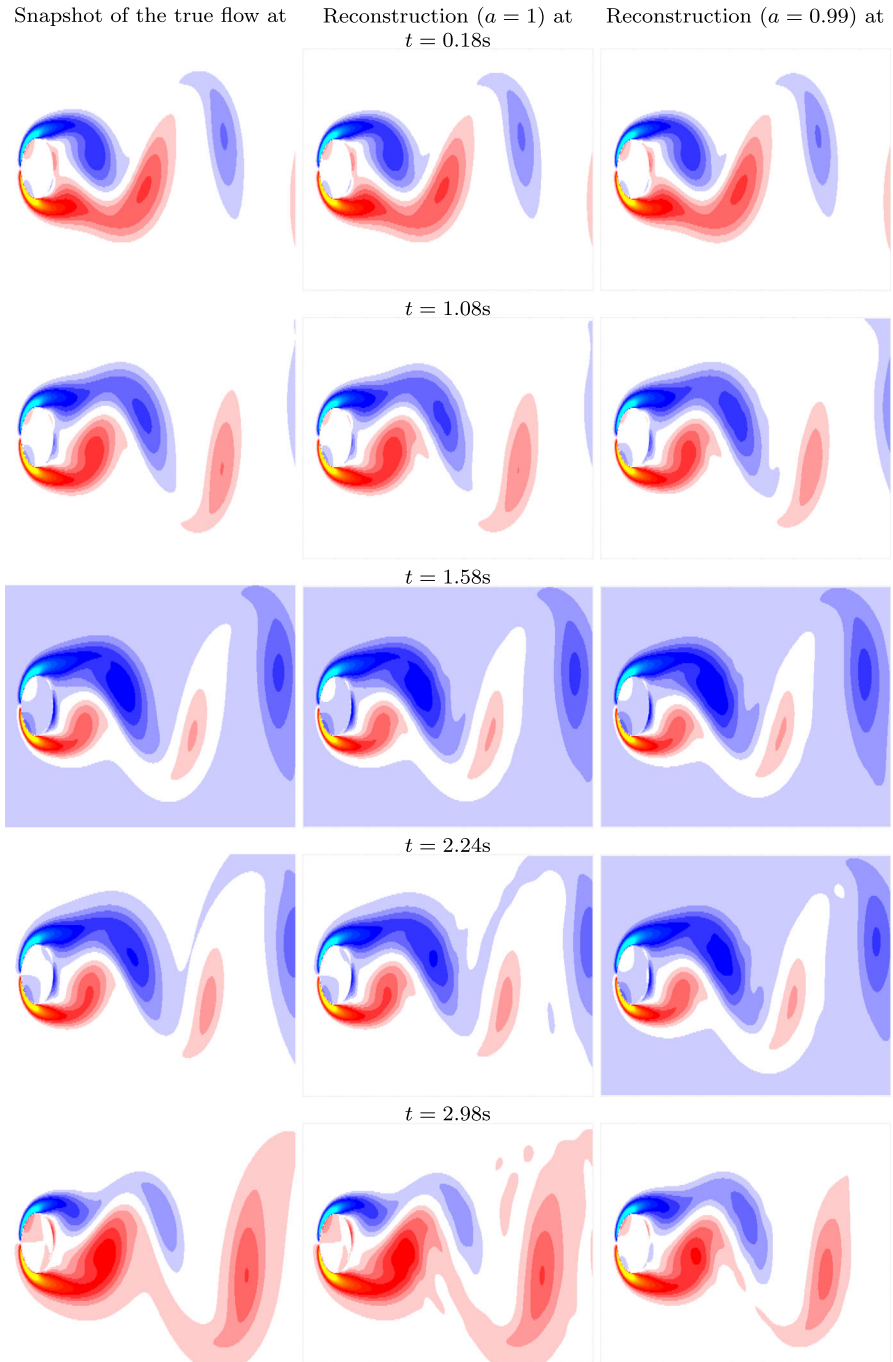 Snapshot of the true flow at Reconstruction (a = 1) at Reconstruction (a = 0.99) at
t = 0.18s
t = 1.08s
t = 1.58s
t = 2.24s
t = 2.98s